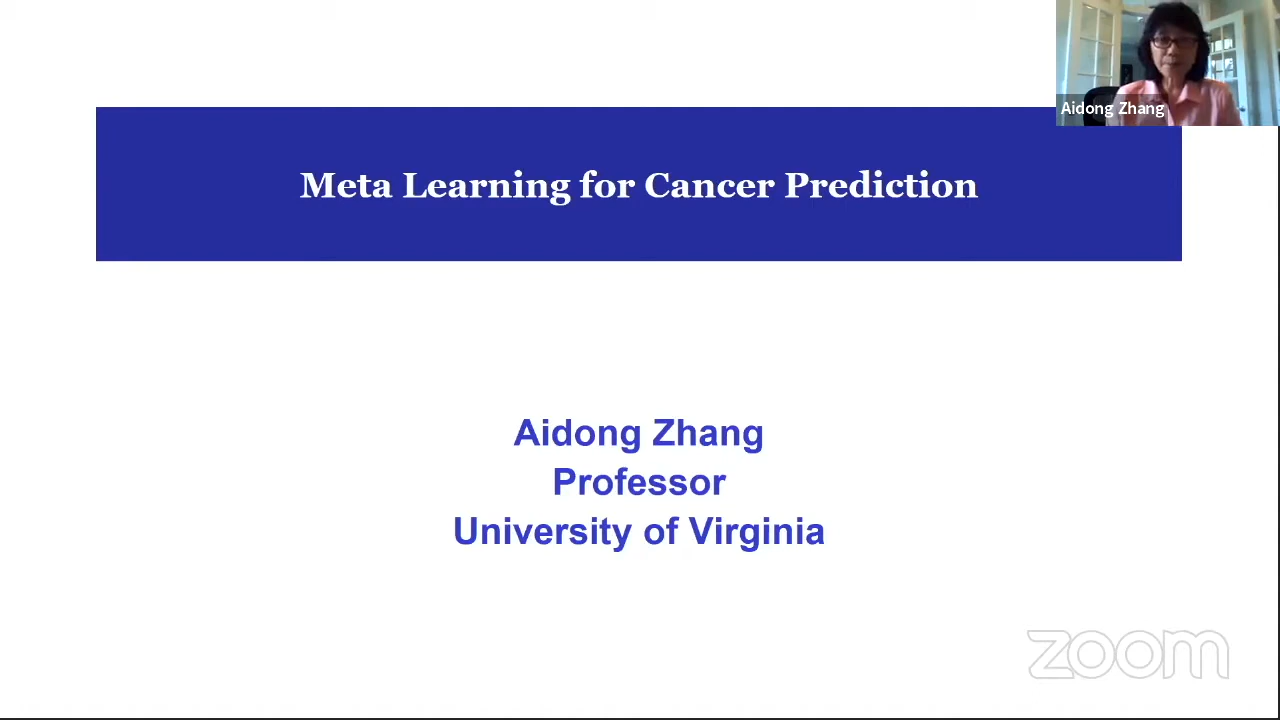 Aidong Zhang
Meta Learning for Cancer Prediction
Aidong Zhang
Professor
University of Virginia
zoom